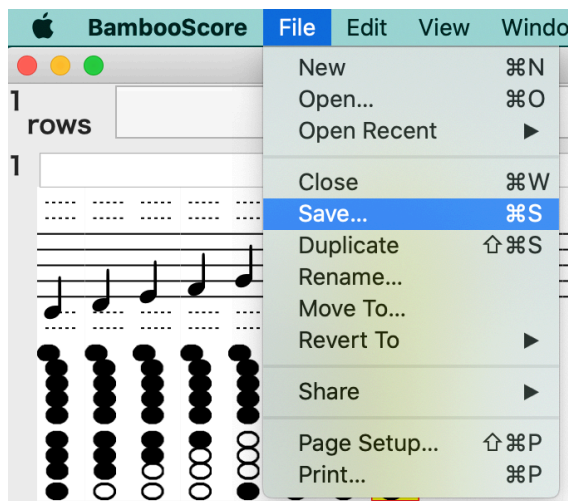 BambooScore File Edit View
1
rows
1
New ⌘N
Open... ⌘O
Open Recent ▶
Close ⌘W
Save... ⌘S
Duplicate ⇧⌘S
Rename...
Move To...
Revert To ▶
Share ▶
Page Setup... ⇧⌘P
Print... ⌘P